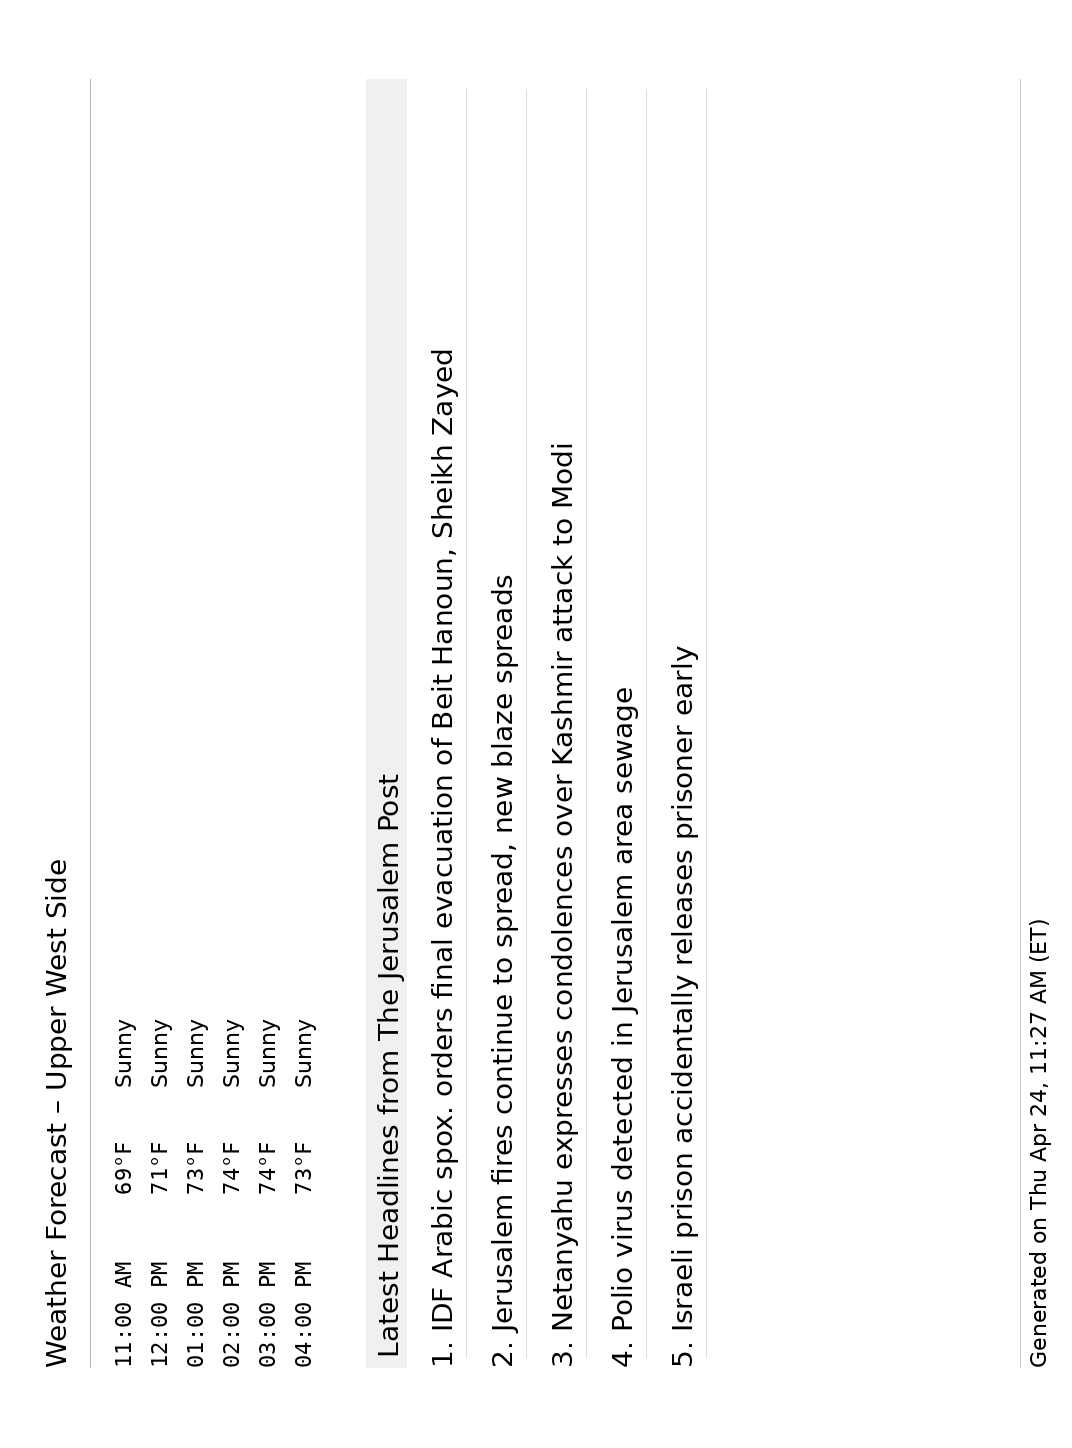 Weather Forecast – Upper West Side
11:00 AM 69°F Sunny
12:00 PM 71°F Sunny
01:00 PM 73°F Sunny
02:00 PM 74°F Sunny
03:00 PM 74°F Sunny
04:00 PM 73°F Sunny
Latest Headlines from The Jerusalem Post
1. IDF Arabic spox. orders final evacuation of Beit Hanoun, Sheikh Zayed
2. Jerusalem fires continue to spread, new blaze spreads
3. Netanyahu expresses condolences over Kashmir attack to Modi
4. Polio virus detected in Jerusalem area sewage
5. Israeli prison accidentally releases prisoner early
Generated on Thu Apr 24, 11:27 AM (ET)